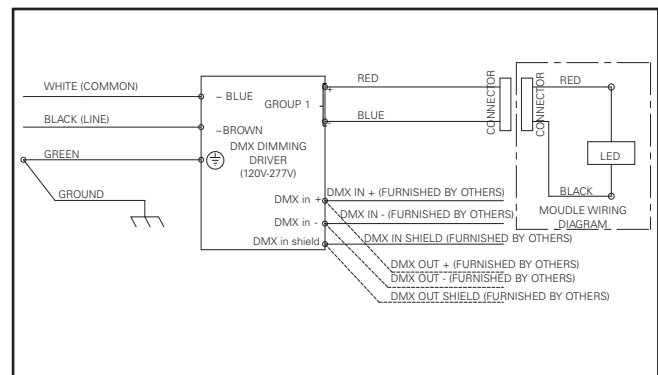 WHITE (COMMON)
BLACK (LINE)
GREEN
GROUND
~ BLUE
GROUP 1
+
-
~BROWN
DMX DIMMING
DRIVER
(120V-277V)
DMX in +
DMX in -
DMX in shield
RED
BLUE
CONNECTOR
CONNECTOR
RED
LED
BLACK
MOUDLE WIRING
DIAGRAM
DMX IN + (FURNISHED BY OTHERS)
DMX IN - (FURNISHED BY OTHERS)
DMX IN SHIELD (FURNISHED BY OTHERS)
DMX OUT + (FURNISHED BY OTHERS)
DMX OUT - (FURNISHED BY OTHERS)
DMX OUT SHIELD (FURNISHED BY OTHERS)